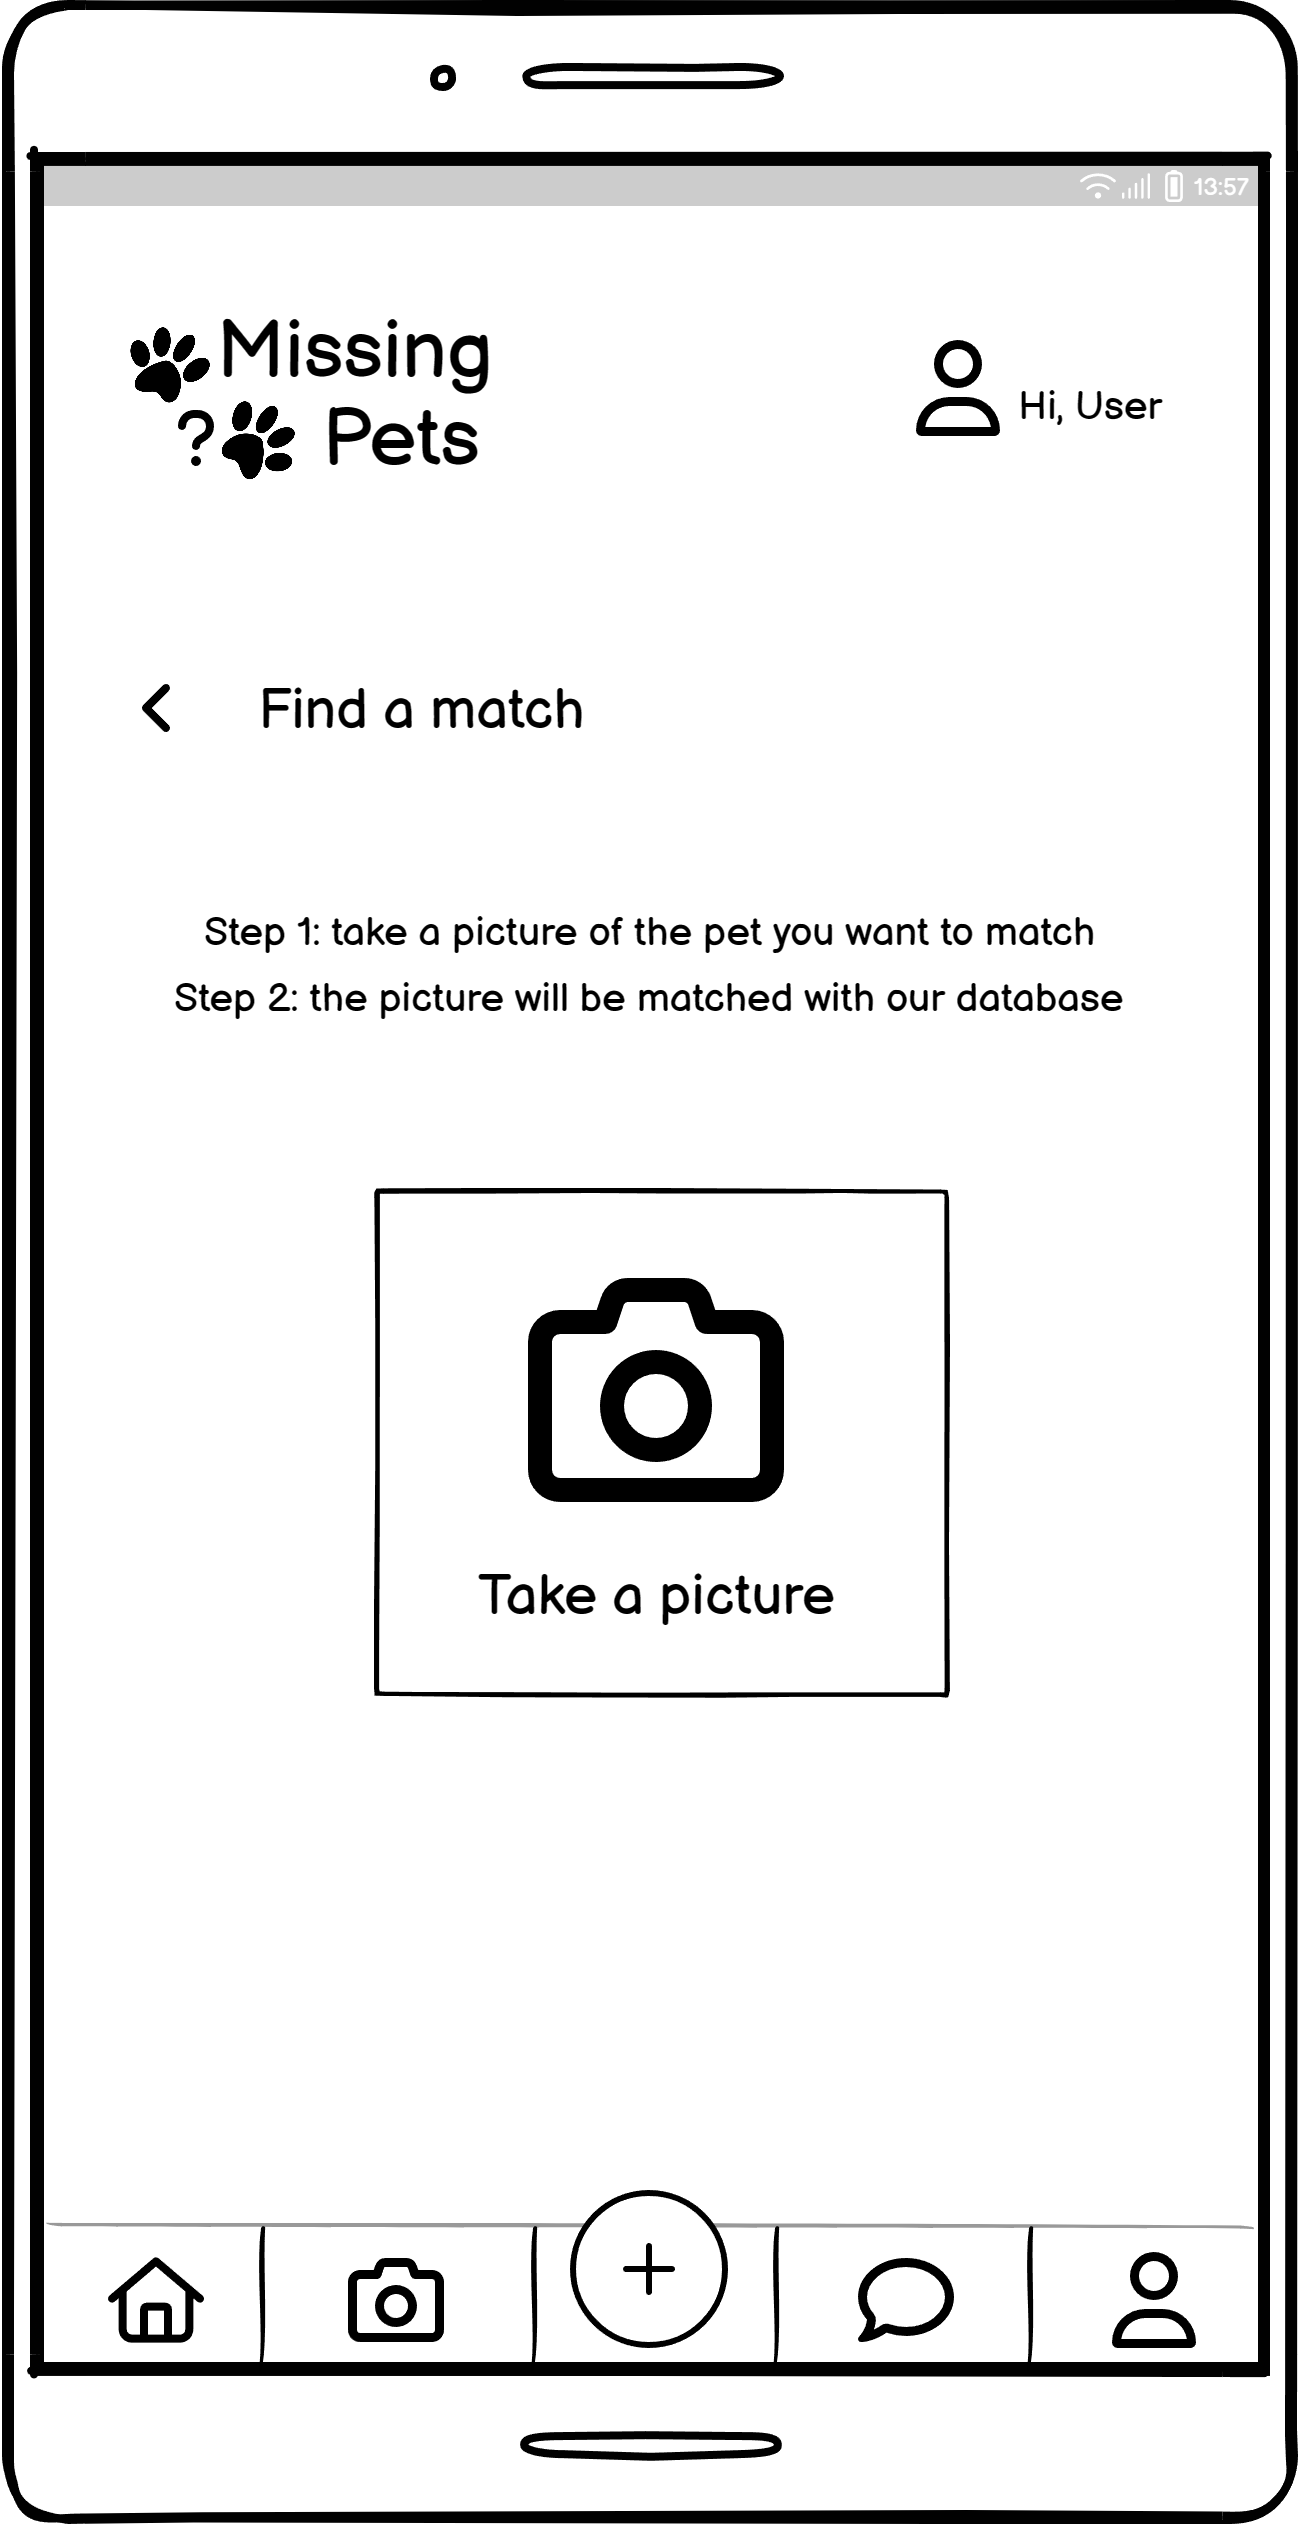 13:57
Missing
? Pets
Hi, User
Find a match
Step 1: take a picture of the pet you want to match
Step 2: the picture will be matched with our database
Take a picture